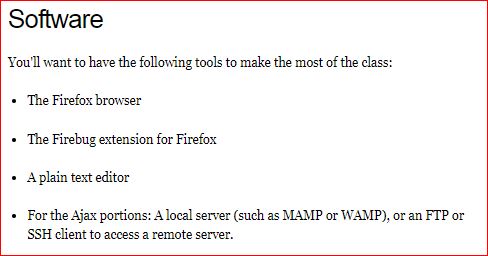 Software
You'll want to have the following tools to make the most of the class:
• The Firefox browser
• The Firebug extension for Firefox
• A plain text editor
• For the Ajax portions: A local server (such as MAMP or WAMP), or an FTP or
SSH client to access a remote server.